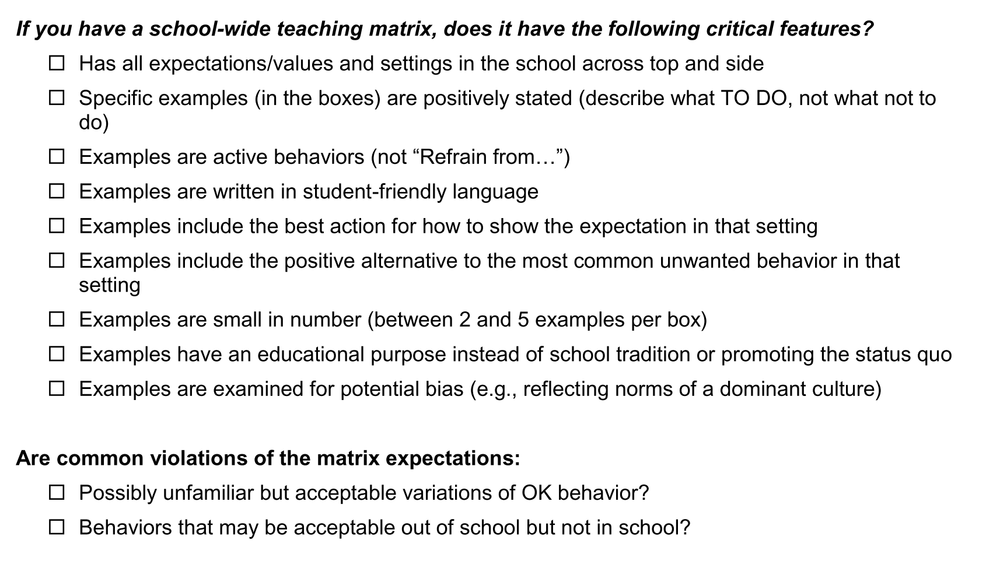 If you have a school-wide teaching matrix, does it have the following critical features?
☐ Has all expectations/values and settings in the school across top and side
☐ Specific examples (in the boxes) are positively stated (describe what TO DO, not what not to
do)
☐ Examples are active behaviors (not “Refrain from…”)
☐ Examples are written in student-friendly language
☐ Examples include the best action for how to show the expectation in that setting
☐ Examples include the positive alternative to the most common unwanted behavior in that
setting
☐ Examples are small in number (between 2 and 5 examples per box)
☐ Examples have an educational purpose instead of school tradition or promoting the status quo
☐ Examples are examined for potential bias (e.g., reflecting norms of a dominant culture)
Are common violations of the matrix expectations:
☐ Possibly unfamiliar but acceptable variations of OK behavior?
☐ Behaviors that may be acceptable out of school but not in school?